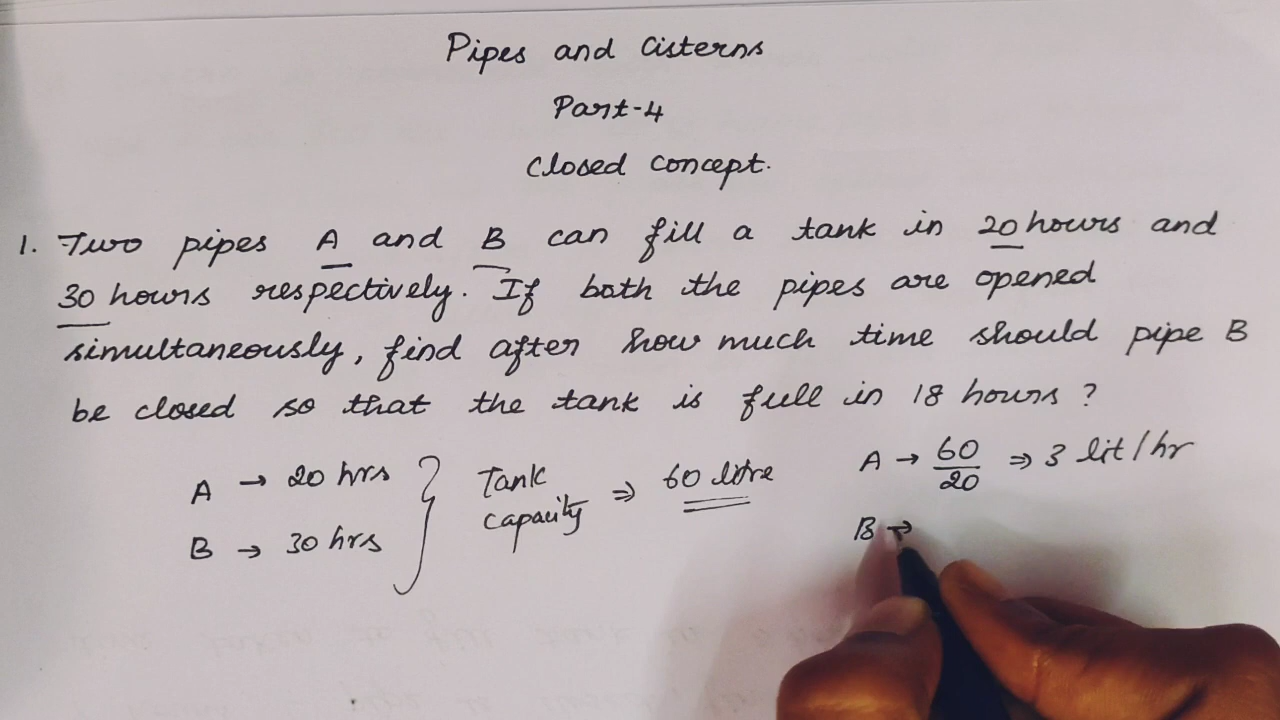 Pipes and Cisterns
Part-4
Closed concept.
1. Two pipes A and B can fill a tank in 20 hours and
30 hours respectively. If both the pipes are opened
simultaneously, find after how much time should pipe B
be closed so that the tank is full in 18 hours?
A → 20 hrs
B → 30 hrs
Tank capacity ⇒ 60 litre
A → 60/20 ⇒ 3 lit/hr
B →